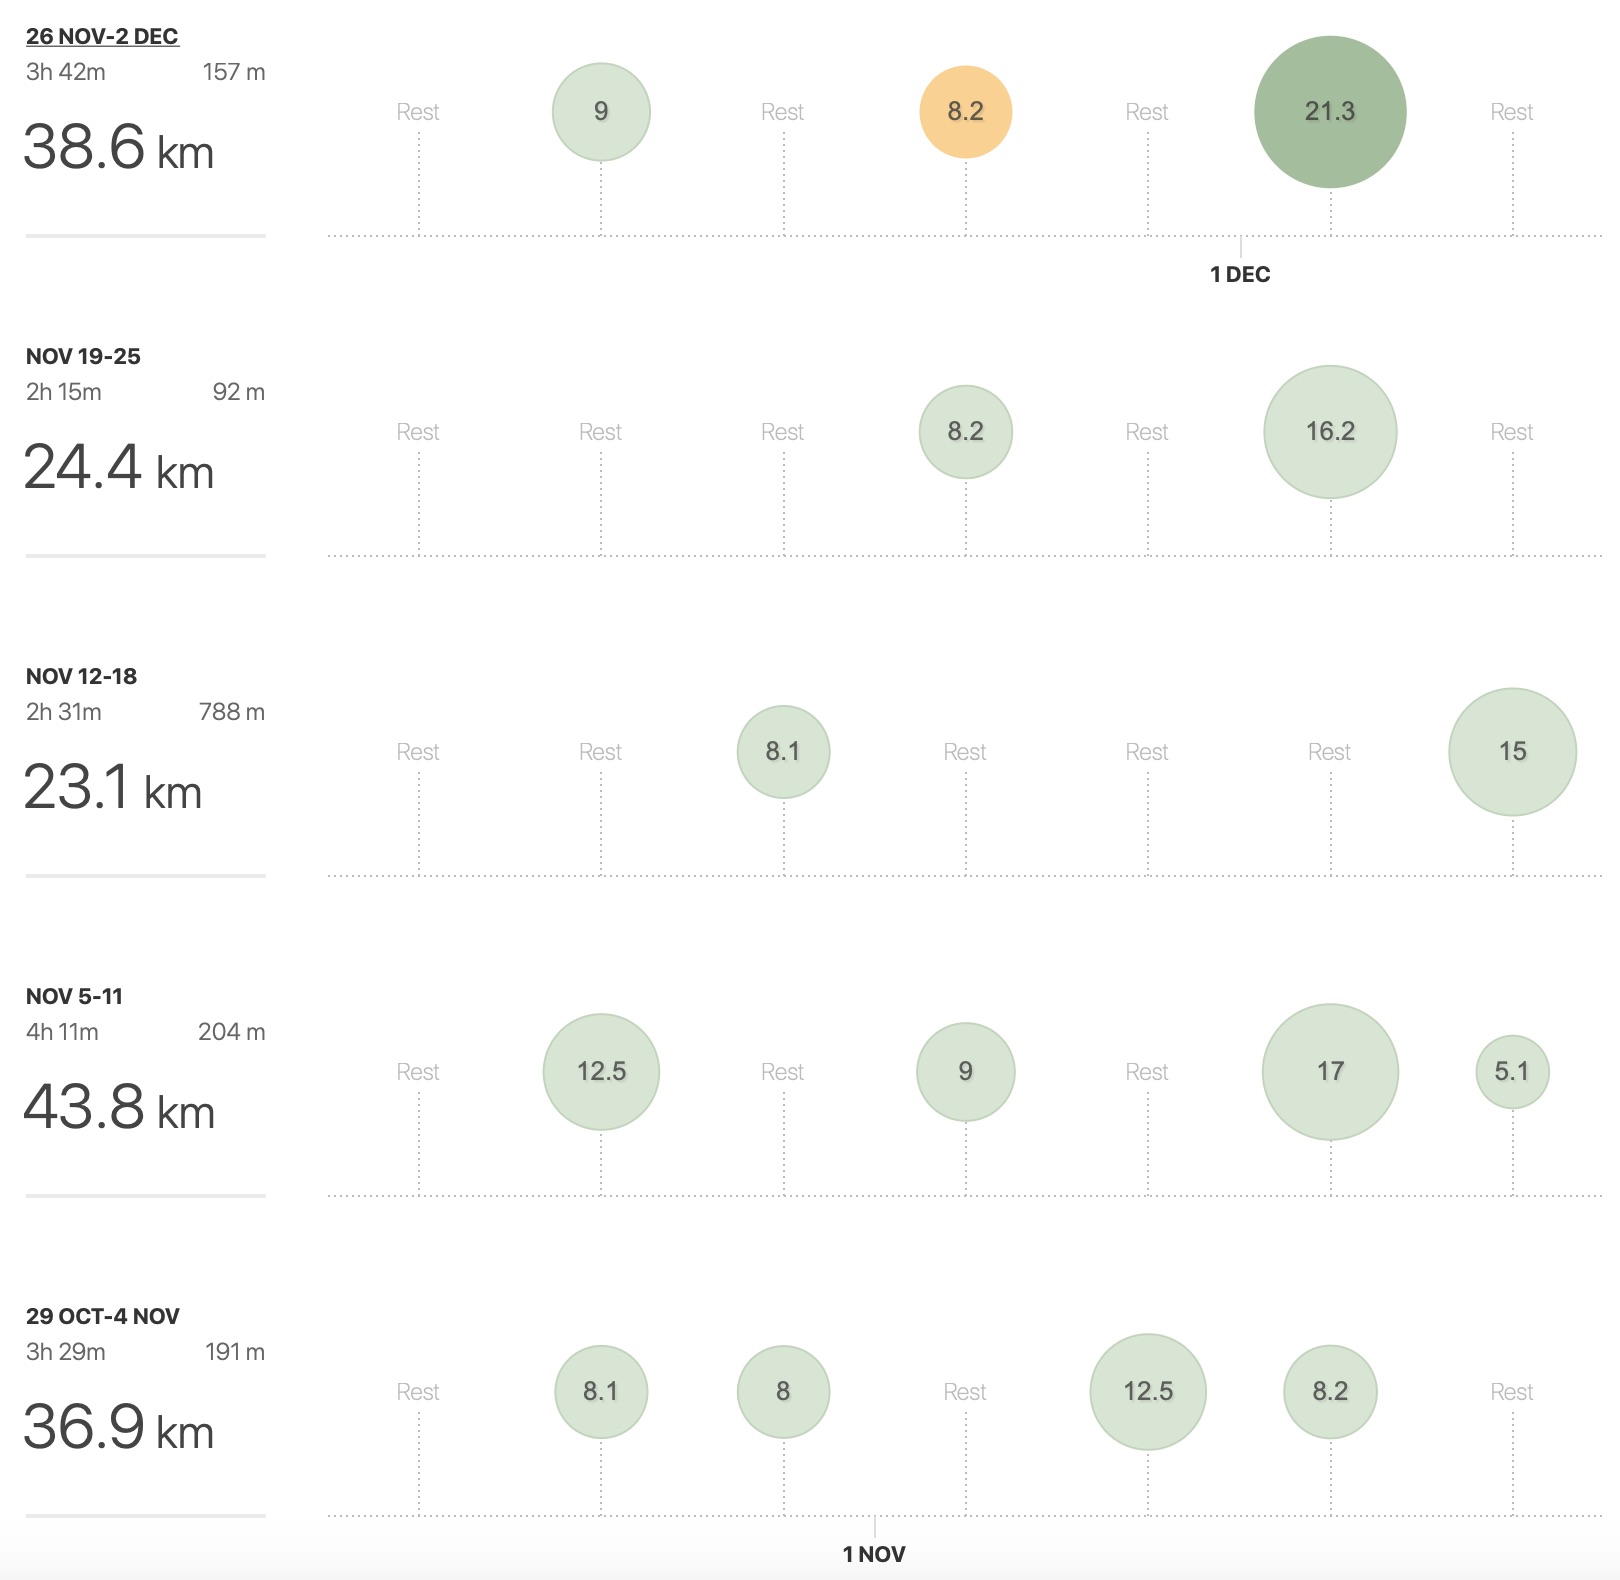 26 NOV-2 DEC
3h 42m 157 m
38.6 km
Rest 9 Rest 8.2 Rest 21.3 Rest
1 DEC
NOV 19-25
2h 15m 92 m
24.4 km
Rest Rest Rest 8.2 Rest 16.2 Rest
NOV 12-18
2h 31m 788 m
23.1 km
Rest Rest 8.1 Rest Rest Rest 15
NOV 5-11
4h 11m 204 m
43.8 km
Rest 12.5 Rest 9 Rest 17 5.1
29 OCT-4 NOV
3h 29m 191 m
36.9 km
Rest 8.1 8 Rest 12.5 8.2 Rest
1 NOV